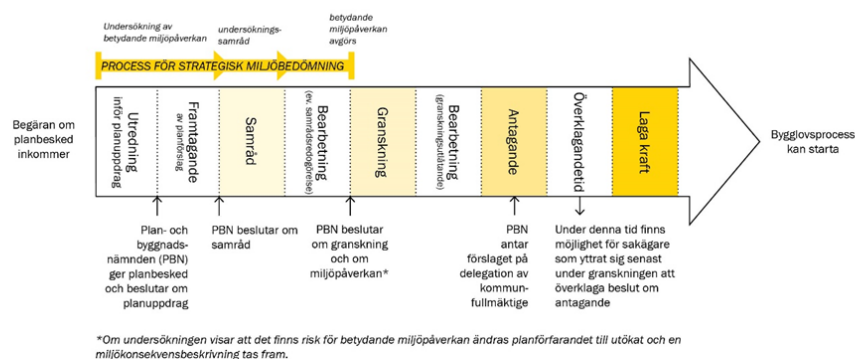 Undersökning av
betydande miljöpåverkan
undersöknings-
samråd
betydande
miljöpåverkan
avgörs
PROCESS FÖR STRATEGISK MILJÖBEDÖMNING
Begäran om
planbesked
inkommer
Utredning
inför planuppdrag
Framtagande
av planförslag
Samråd
Bearbetning
(ev. samrådsredogörelse)
Granskning
Bearbetning
(granskningsutlåtande)
Antagande
Överklagandetid
Laga kraft
Bygglovsprocess
kan starta
Plan- och
byggnads-
nämnden (PBN)
ger planbesked
och beslutar om
planuppdrag
PBN beslutar om
samråd
PBN beslutar
om granskning
och om
miljöpåverkan*
PBN
antar
förslaget på
delegation av
kommun-
fullmäktige
Under denna tid finns
möjlighet för sakägare
som yttrat sig senast
under granskningen att
överklaga beslut om
antagande
*Om undersökningen visar att det finns risk för betydande miljöpåverkan ändras planförfarandet till utökat och en
miljökonsekvensbeskrivning tas fram.